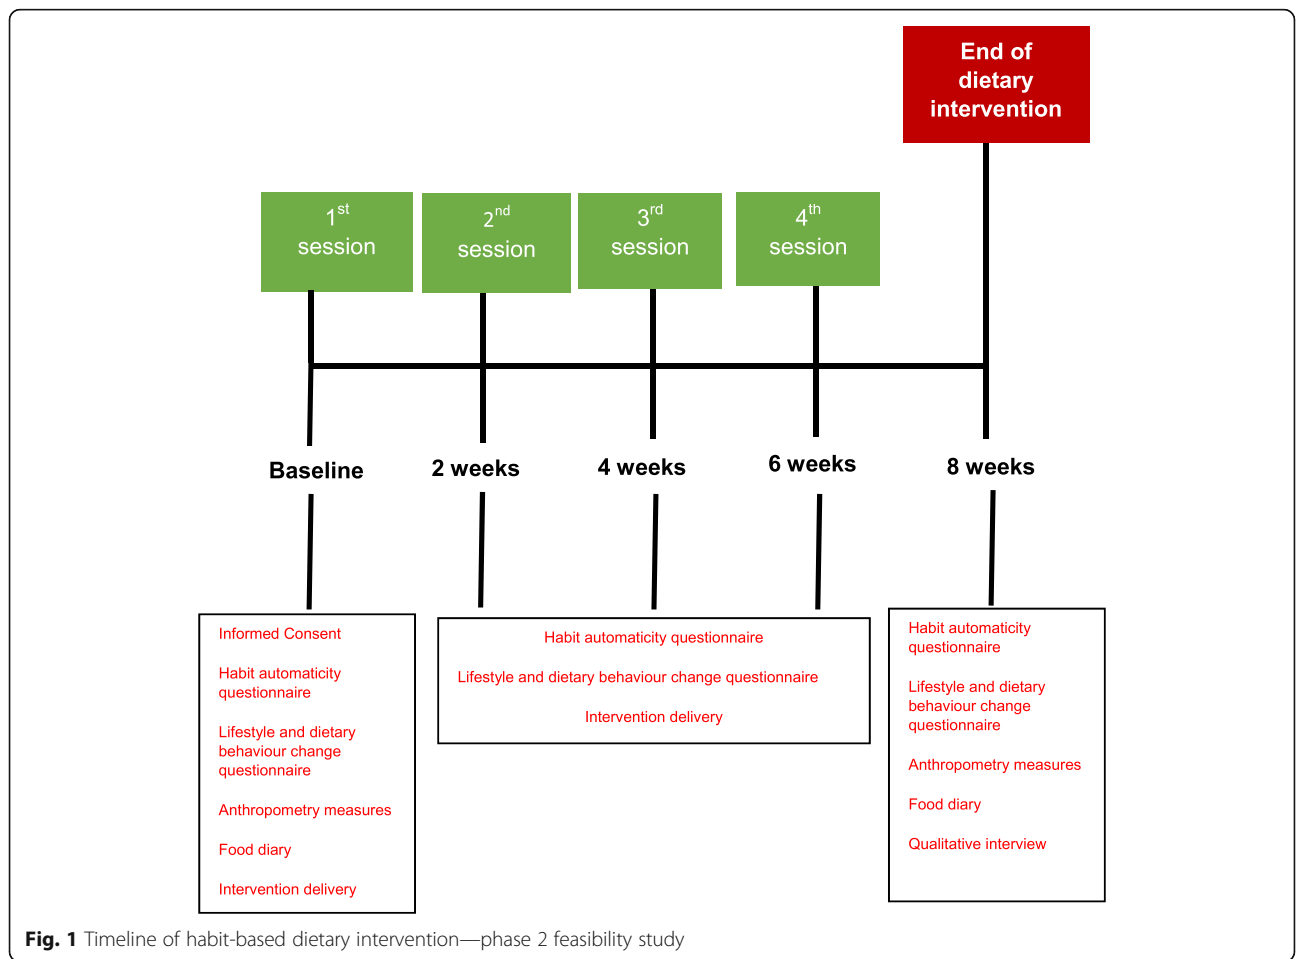 End of
dietary
intervention
1st
session
2nd
session
3rd
session
4th
session
Baseline
2 weeks
4 weeks
6 weeks
8 weeks
Informed Consent
Habit automaticity
questionnaire
Lifestyle and dietary
behaviour change
questionnaire
Anthropometry measures
Food diary
Intervention delivery
Habit automaticity questionnaire
Lifestyle and dietary behaviour change questionnaire
Intervention delivery
Habit automaticity
questionnaire
Lifestyle and dietary
behaviour change
questionnaire
Anthropometry measures
Food diary
Qualitative interview
Fig. 1 Timeline of habit-based dietary intervention—phase 2 feasibility study